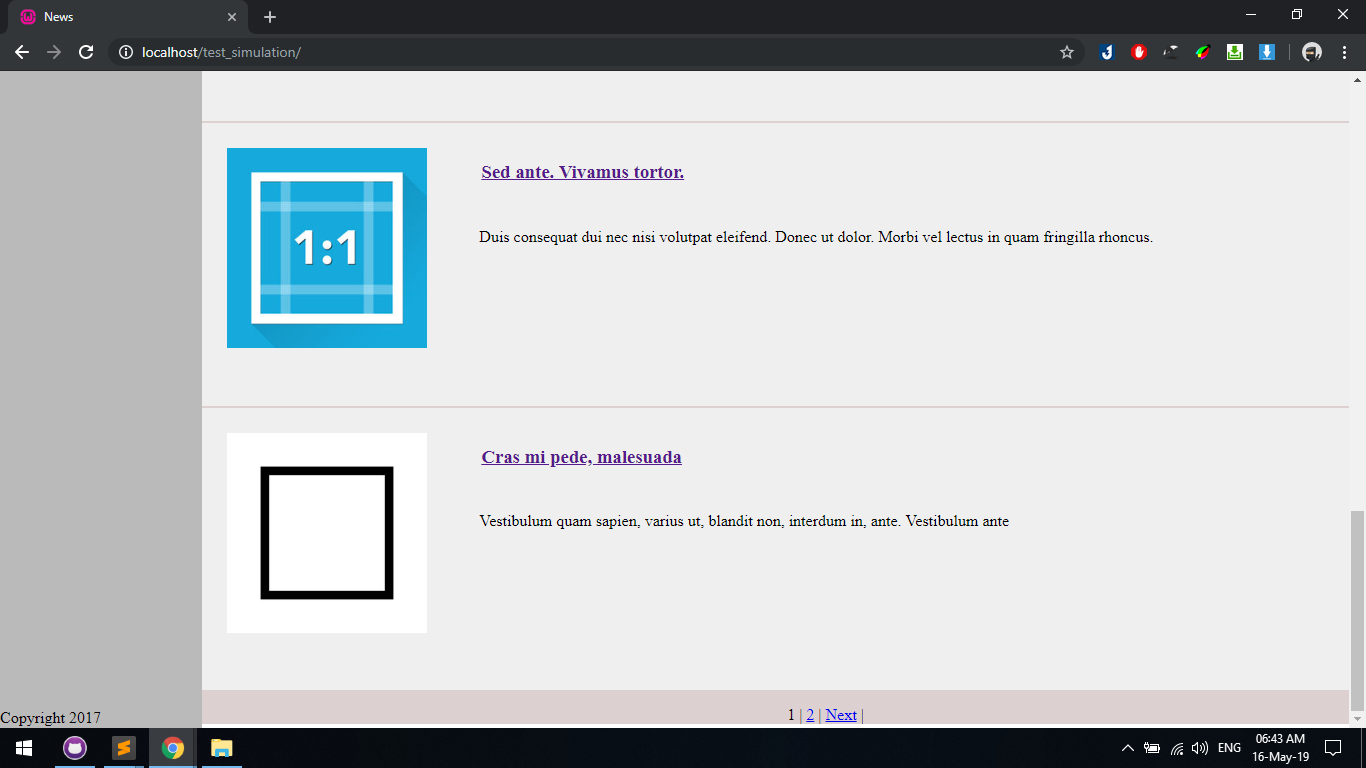 News
localhost/test_simulation/
1:1
Sed ante. Vivamus tortor.
Duis consequat dui nec nisi volutpat eleifend. Donec ut dolor. Morbi vel lectus in quam fringilla rhoncus.
Cras mi pede, malesuada
Vestibulum quam sapien, varius ut, blandit non, interdum in, ante. Vestibulum ante
1 | 2 | Next |
Copyright 2017
ENG
06:43 AM
16-May-19